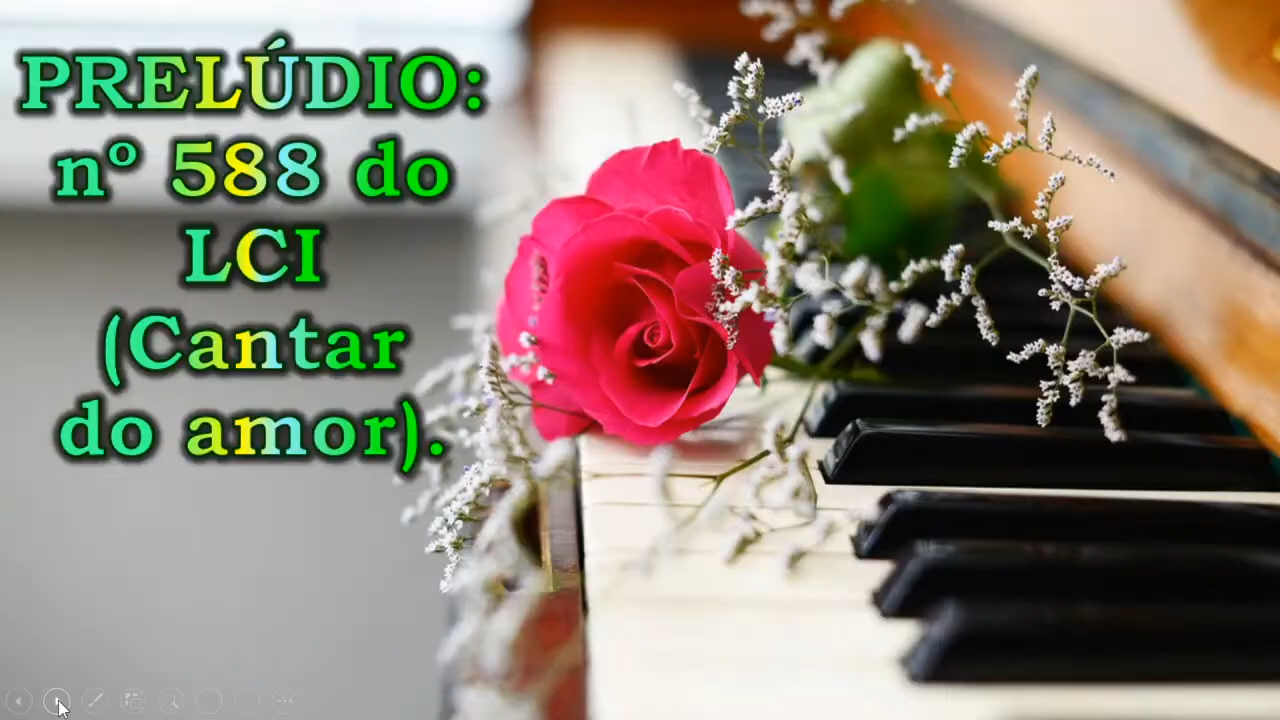 PRELÚDIO:
nº 588 do
LCI
(Cantar
do amor).